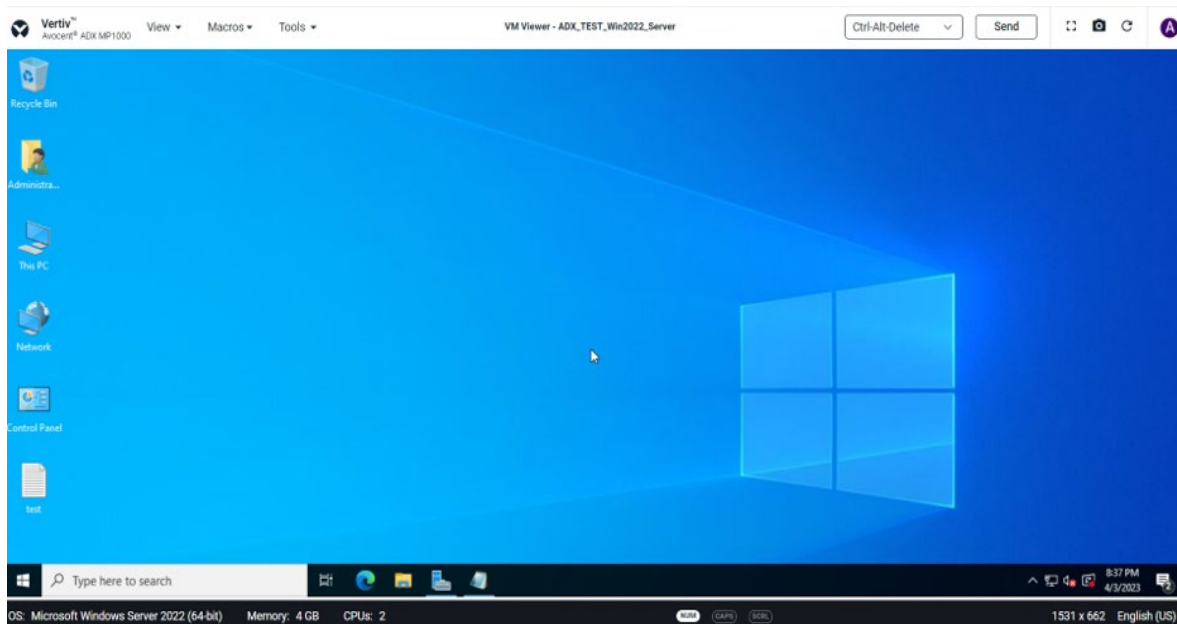 Vertiv™
Avocent® ADX MP1000
View
Macros
Tools
VM Viewer - ADX_TEST_Win2022_Server
Ctrl-Alt-Delete
Send
A
Recycle Bin
Administra...
This PC
Network
Control Panel
test
Type here to search
8:37 PM
4/3/2023
2
OS: Microsoft Windows Server 2022 (64-bit) Memory: 4 GB CPUs: 2 NUM CAPS SCRL 1531 x 662 English (US)